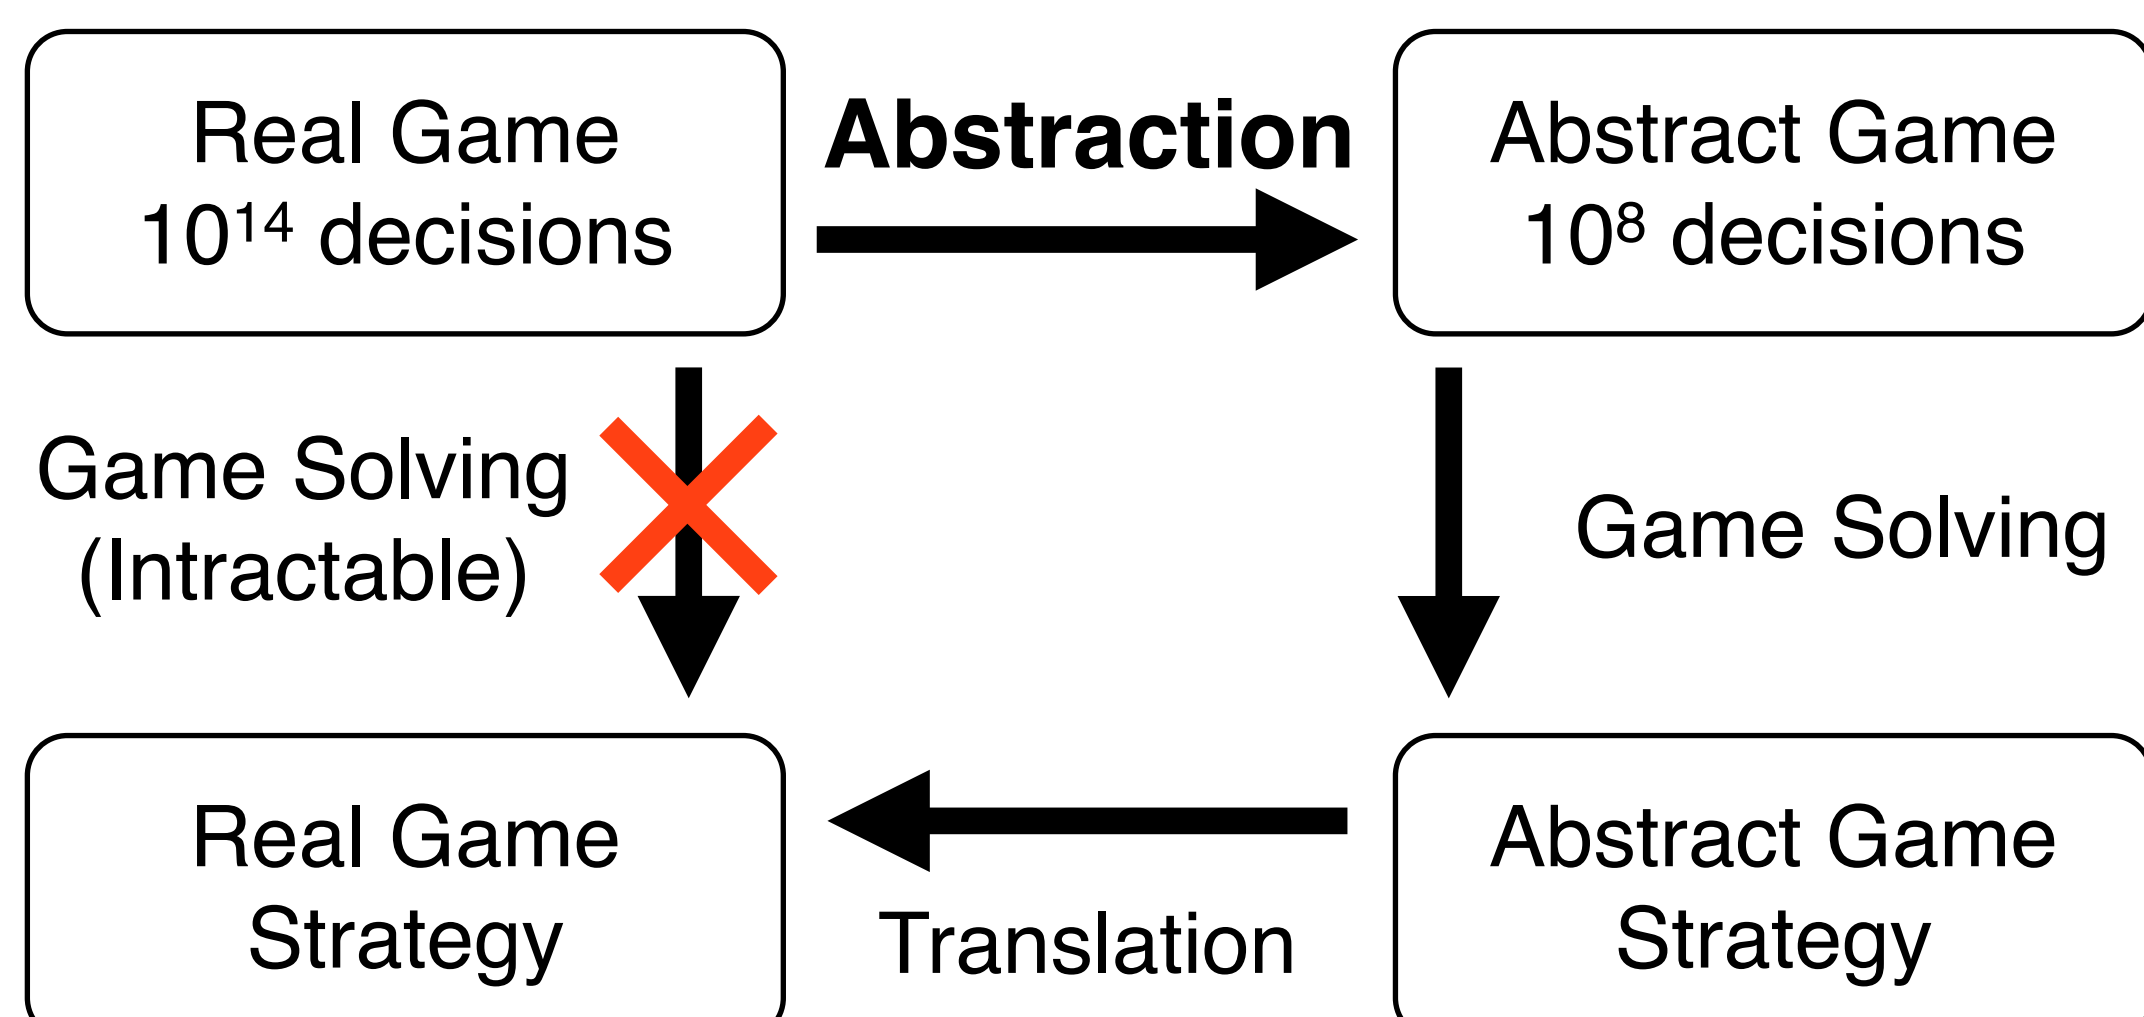 Real Game
10¹⁴ decisions
Abstraction
Abstract Game
10⁸ decisions
Game Solving
(Intractable)
Game Solving
Real Game
Strategy
Translation
Abstract Game
Strategy